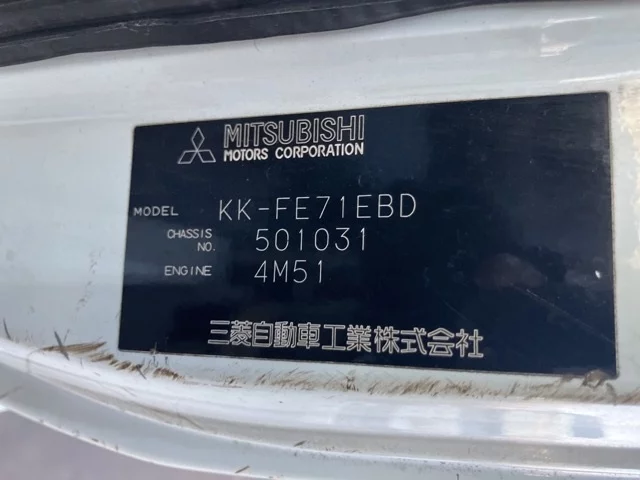 MITSUBISHI
MOTORS CORPORATION
MODEL KK-FE71EBD
CHASSIS NO. 501031
ENGINE 4M51
三菱自動車工業株式会社